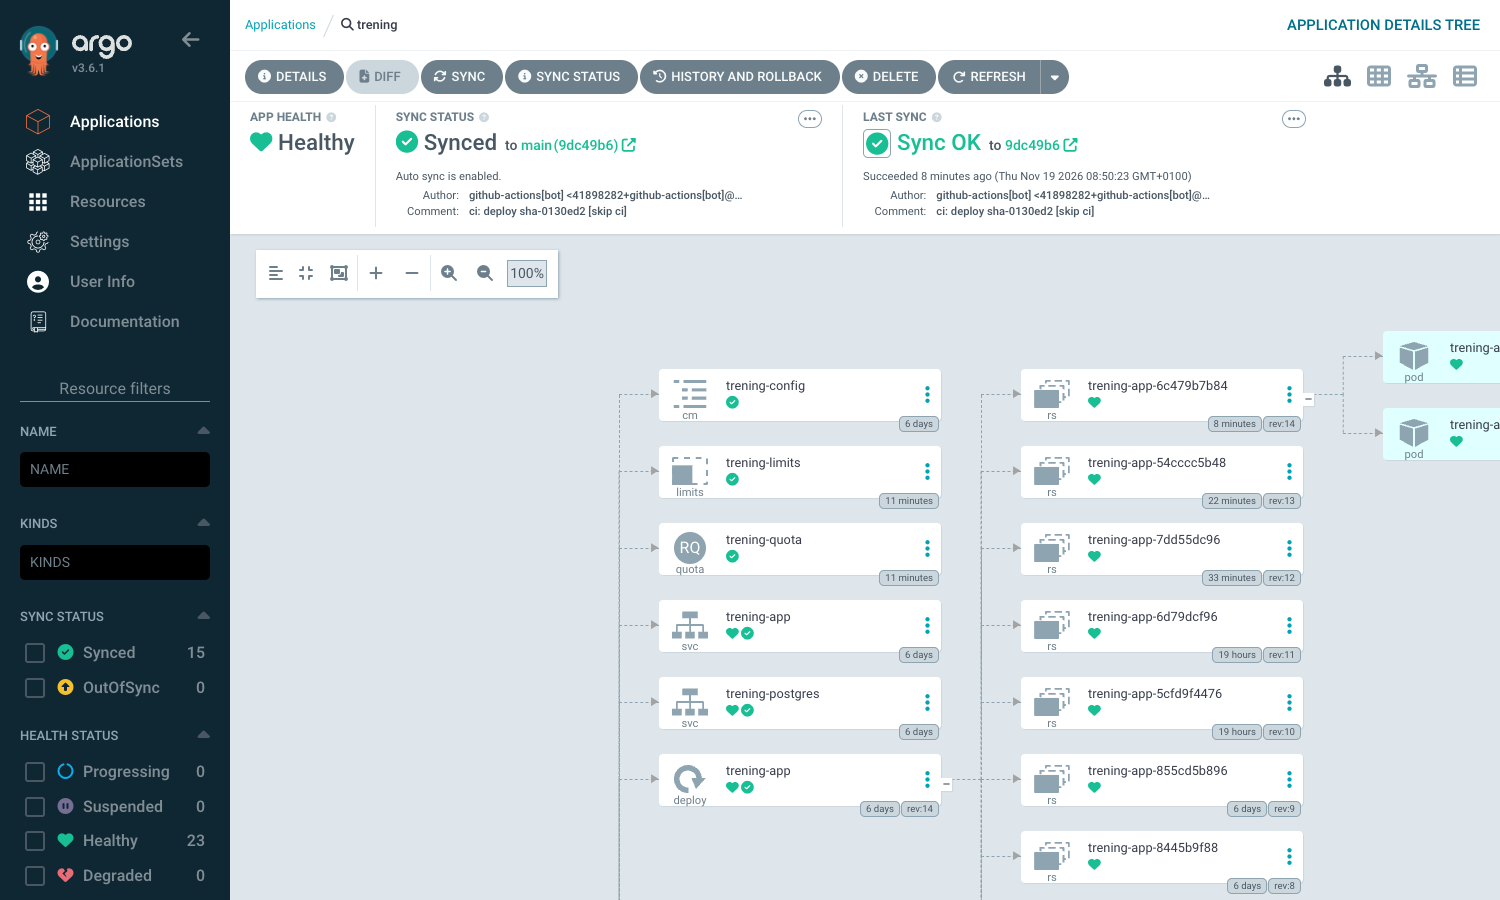 argo
v3.6.1
Applications
ApplicationSets
Resources
Settings
User Info
Documentation
Resource filters
NAME
NAME
KINDS
KINDS
SYNC STATUS
Synced 15
OutOfSync 0
HEALTH STATUS
Progressing 0
Suspended 0
Healthy 23
Degraded 0
Applications / trening
APPLICATION DETAILS TREE
DETAILS DIFF SYNC SYNC STATUS HISTORY AND ROLLBACK DELETE REFRESH
APP HEALTH
Healthy
SYNC STATUS
Synced to main (9dc49b6)
Auto sync is enabled.
Author: github-actions[bot] <41898282+github-actions[bot]@...
Comment: ci: deploy sha-0130ed2 [skip ci]
LAST SYNC
Sync OK to 9dc49b6
Succeeded 8 minutes ago (Thu Nov 19 2026 08:50:23 GMT+0100)
Author: github-actions[bot] <41898282+github-actions[bot]@...
Comment: ci: deploy sha-0130ed2 [skip ci]
100%
trening-config
cm
6 days
trening-limits
limits
11 minutes
RQ
trening-quota
quota
11 minutes
trening-app
svc
6 days
trening-postgres
svc
6 days
trening-app
deploy
6 days rev:14
trening-app-6c479b7b84
rs
8 minutes rev:14
trening-app-54cccc5b48
rs
22 minutes rev:13
trening-app-7dd55dc96
rs
33 minutes rev:12
trening-app-6d79dcf96
rs
19 hours rev:11
trening-app-5cfd9f4476
rs
19 hours rev:10
trening-app-855cd5b896
rs
6 days rev:9
trening-app-8445b9f88
rs
6 days rev:8
trening-a
pod
trening-a
pod